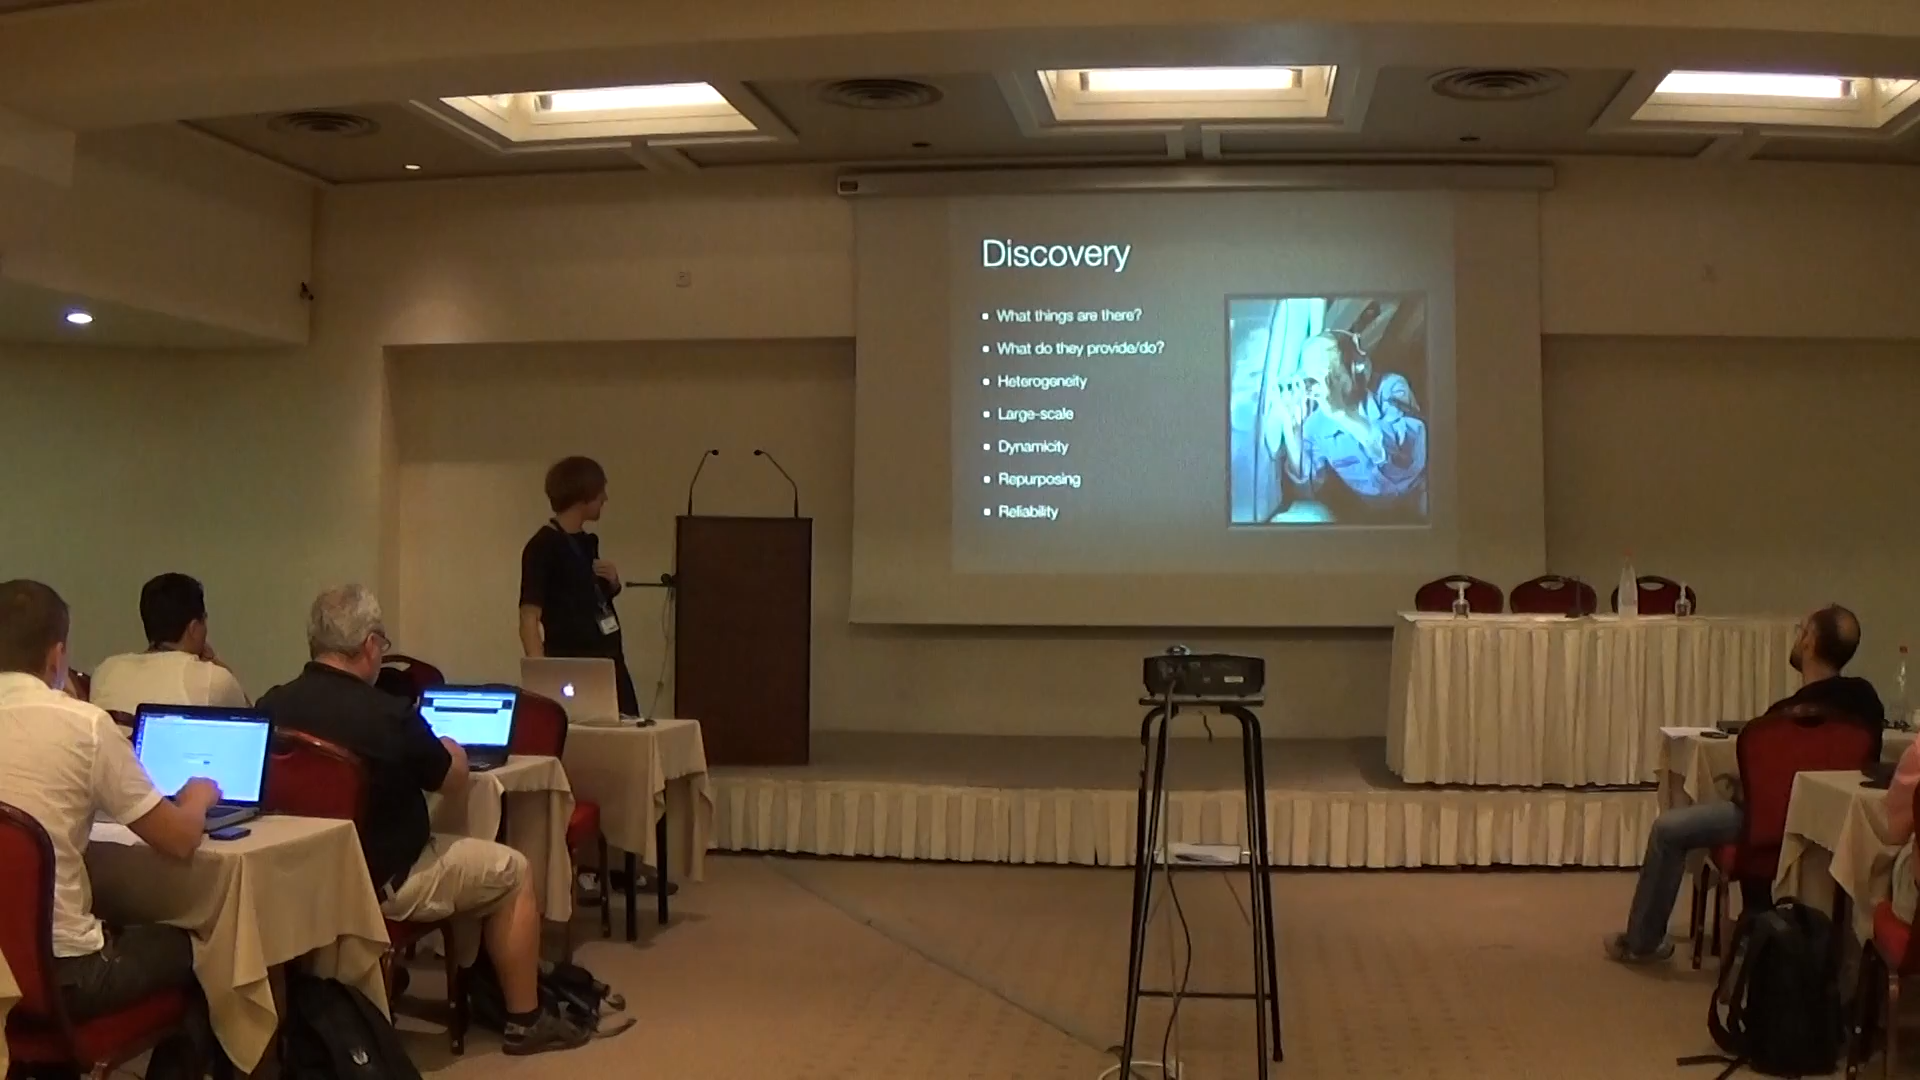 Discovery
What things are there?
What do they provide/do?
Heterogeneity
Large-scale
Dynamicity
Repurposing
Reliability